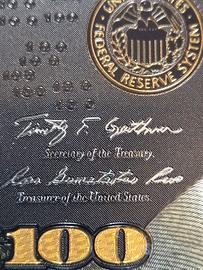 FEDERAL RESERVE SYSTEM
Timothy F. Geithner
Secretary of the Treasury.
Rosa Gumataotao Rios
Treasurer of the United States.
100